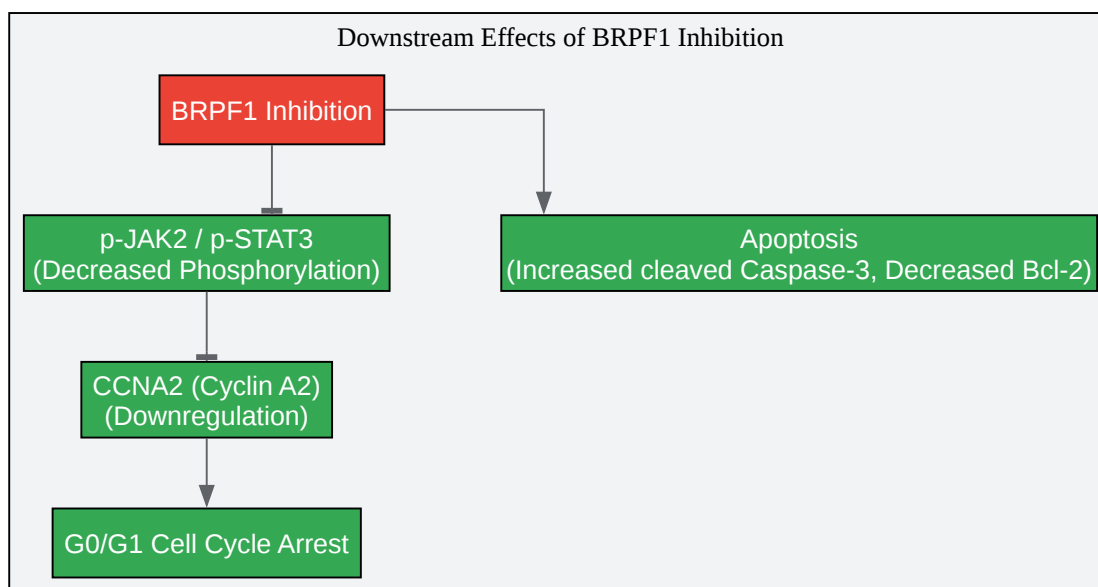 Downstream Effects of BRPF1 Inhibition
BRPF1 Inhibition
p-JAK2 / p-STAT3
(Decreased Phosphorylation)
Apoptosis
(Increased cleaved Caspase-3, Decreased Bcl-2)
CCNA2 (Cyclin A2)
(Downregulation)
G0/G1 Cell Cycle Arrest